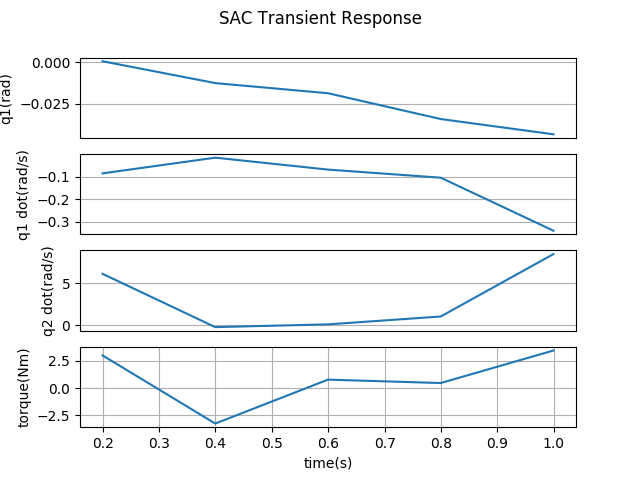 SAC Transient Response
0.000
−0.025
q1(rad)
−0.1
−0.2
−0.3
q1 dot(rad/s)
5
0
q2 dot(rad/s)
2.5
0.0
−2.5
torque(Nm)
0.2 0.3 0.4 0.5 0.6 0.7 0.8 0.9 1.0
time(s)